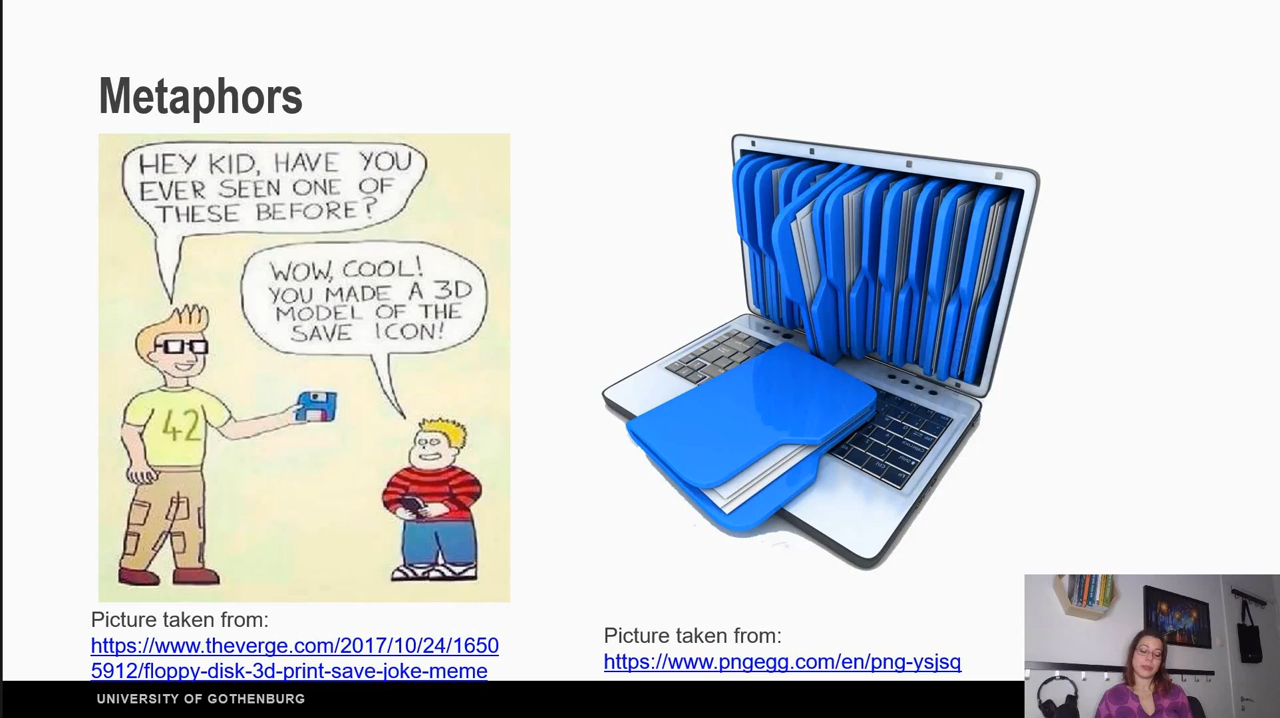 Metaphors
HEY KID, HAVE YOU
EVER SEEN ONE OF
THESE BEFORE?
WOW, COOL!
YOU MADE A 3D
MODEL OF THE
SAVE ICON!
42
Picture taken from:
https://www.theverge.com/2017/10/24/1650
5912/floppy-disk-3d-print-save-joke-meme
Picture taken from:
https://www.pngegg.com/en/png-ysjsq
UNIVERSITY OF GOTHENBURG